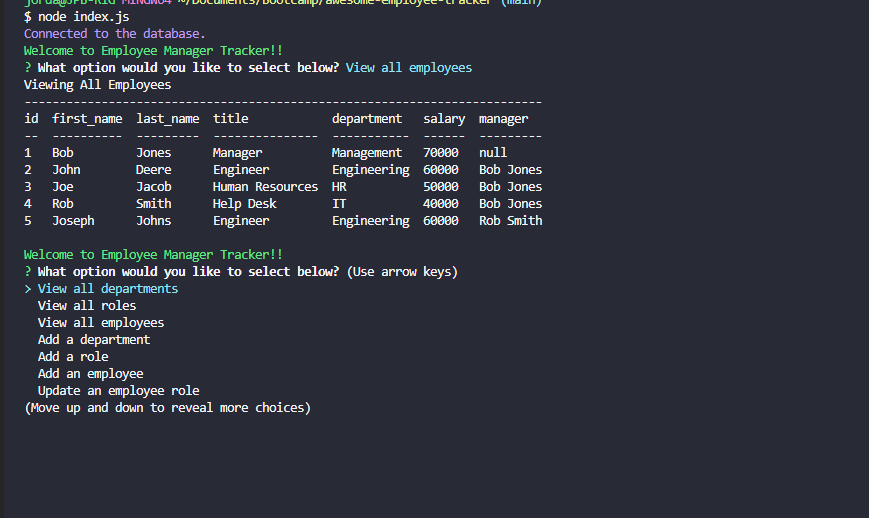 jorda@JPB-RIG MINGW64 ~/Documents/Bootcamp/awesome-employee-tracker (main)
$ node index.js
Connected to the database.
Welcome to Employee Manager Tracker!!
? What option would you like to select below? View all employees
Viewing All Employees
--------------------------------------------------------------------------
id  first_name  last_name  title            department   salary  manager
--  ----------  ---------  ---------------  -----------  ------  ---------
1   Bob         Jones      Manager          Management   70000   null
2   John        Deere      Engineer         Engineering  60000   Bob Jones
3   Joe         Jacob      Human Resources  HR           50000   Bob Jones
4   Rob         Smith      Help Desk        IT           40000   Bob Jones
5   Joseph      Johns      Engineer         Engineering  60000   Rob Smith
Welcome to Employee Manager Tracker!!
? What option would you like to select below? (Use arrow keys)
> View all departments
  View all roles
  View all employees
  Add a department
  Add a role
  Add an employee
  Update an employee role
(Move up and down to reveal more choices)